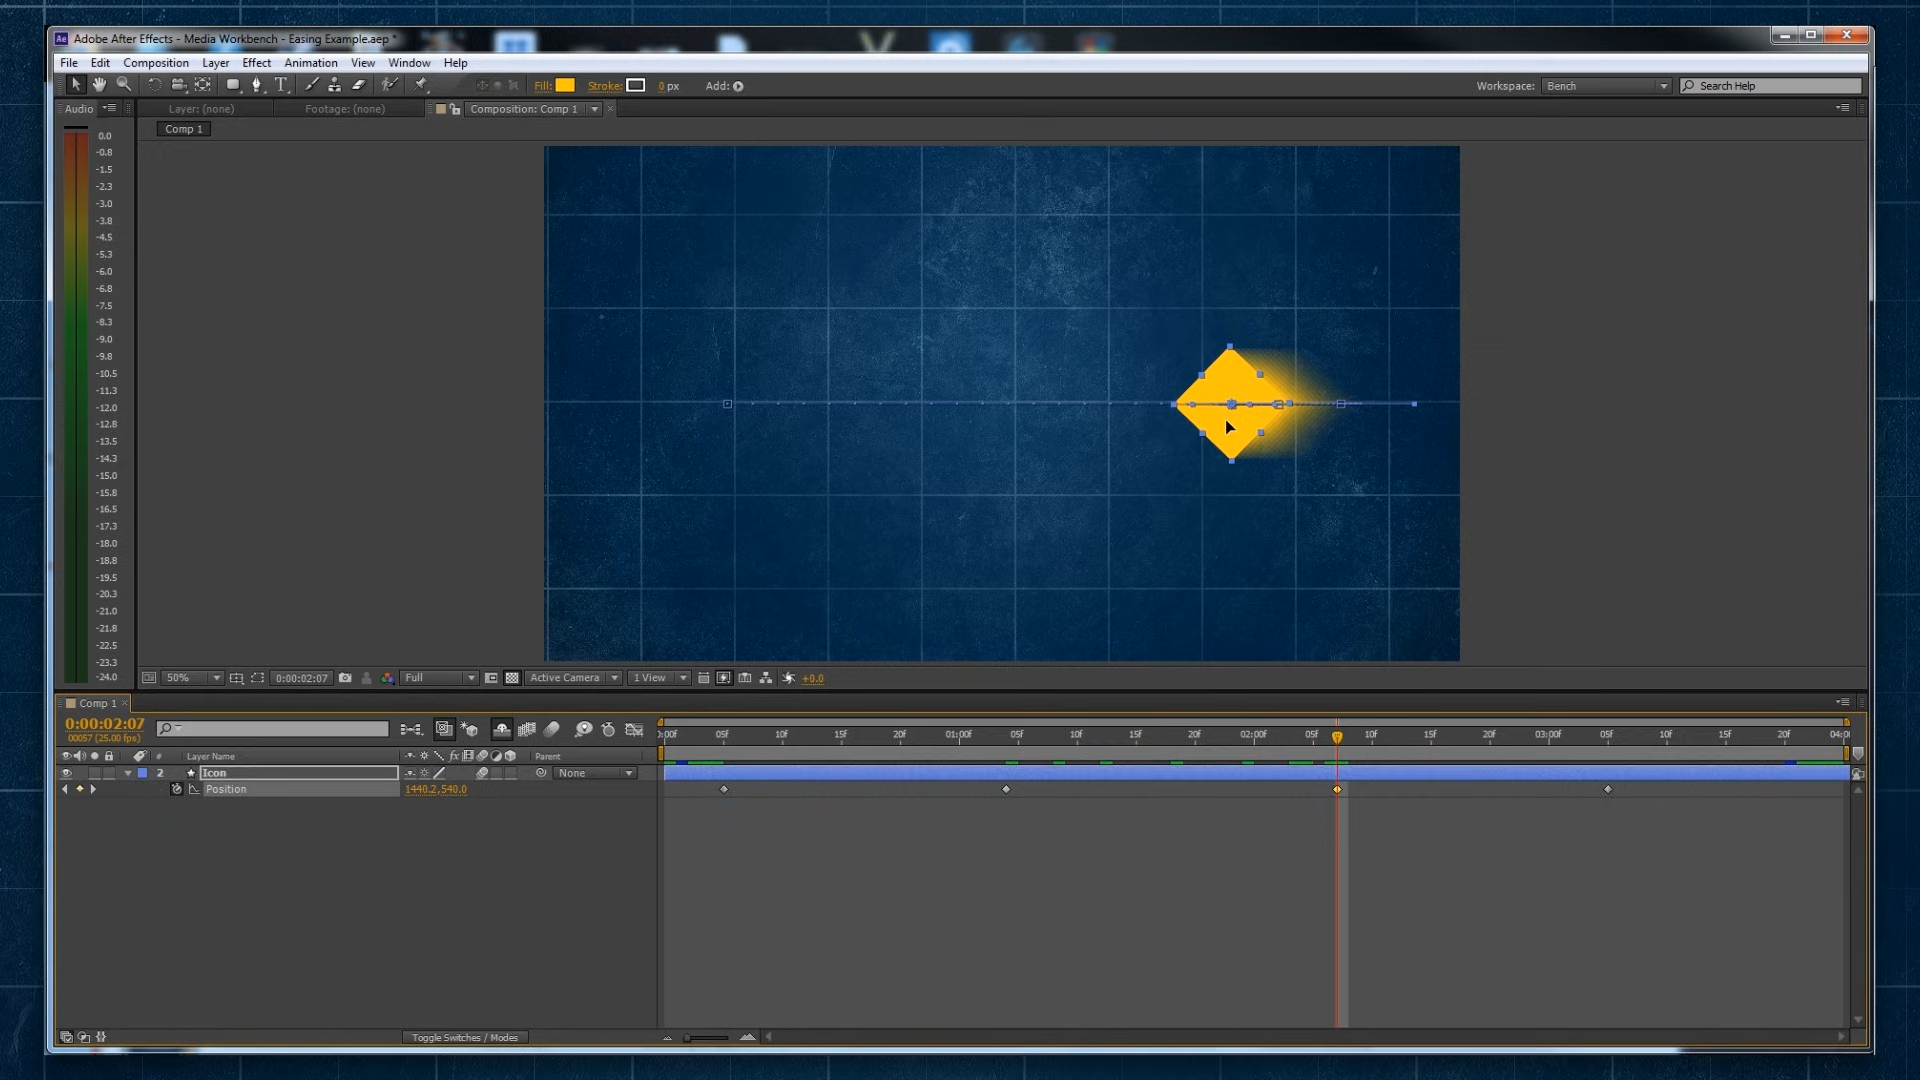 Ae Adobe After Effects - Media Workbench - Easing Example.aep *
File Edit Composition Layer Effect Animation View Window Help
Fill: Stroke: 0 px Add: Workspace: Bench Search Help
Audio Layer: (none) Footage: (none) Composition: Comp 1
Comp 1
0.0
-0.8
-1.5
-2.3
-3.0
-3.8
-4.5
-5.3
-6.0
-6.8
-7.5
-8.3
-9.0
-9.8
-10.5
-11.3
-12.0
-12.8
-13.5
-14.3
-15.0
-15.8
-16.5
-17.3
-18.0
-18.8
-19.5
-20.3
-21.0
-21.8
-22.5
-23.3
-24.0
50% 0:00:02:07 Full Active Camera 1 View +0.0
Comp 1
0:00:02:07
00057 (25.00 fps)
:00f 05f 10f 15f 20f 01:00f 05f 10f 15f 20f 02:00f 05f 10f 15f 20f 03:00f 05f 10f 15f 20f 04:0
# Layer Name fx Parent
2 Icon None
Position 1440.2,540.0
Toggle Switches / Modes